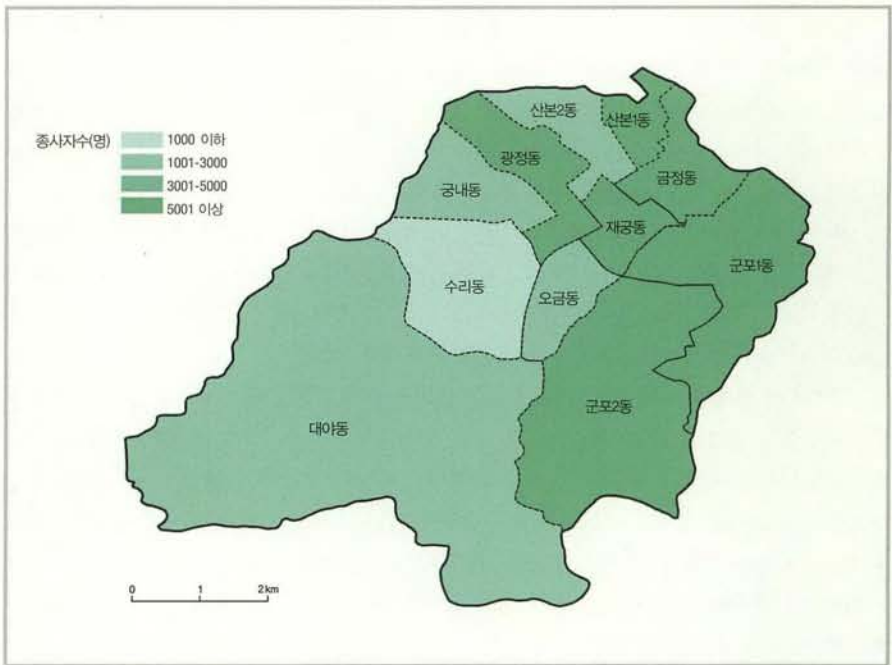 종사자수(명)
1000 이하
1001-3000
3001-5000
5001 이상
산본2동
산본1동
광정동
금정동
궁내동
재궁동
군포1동
수리동
오금동
군포2동
대야동
0 1 2km